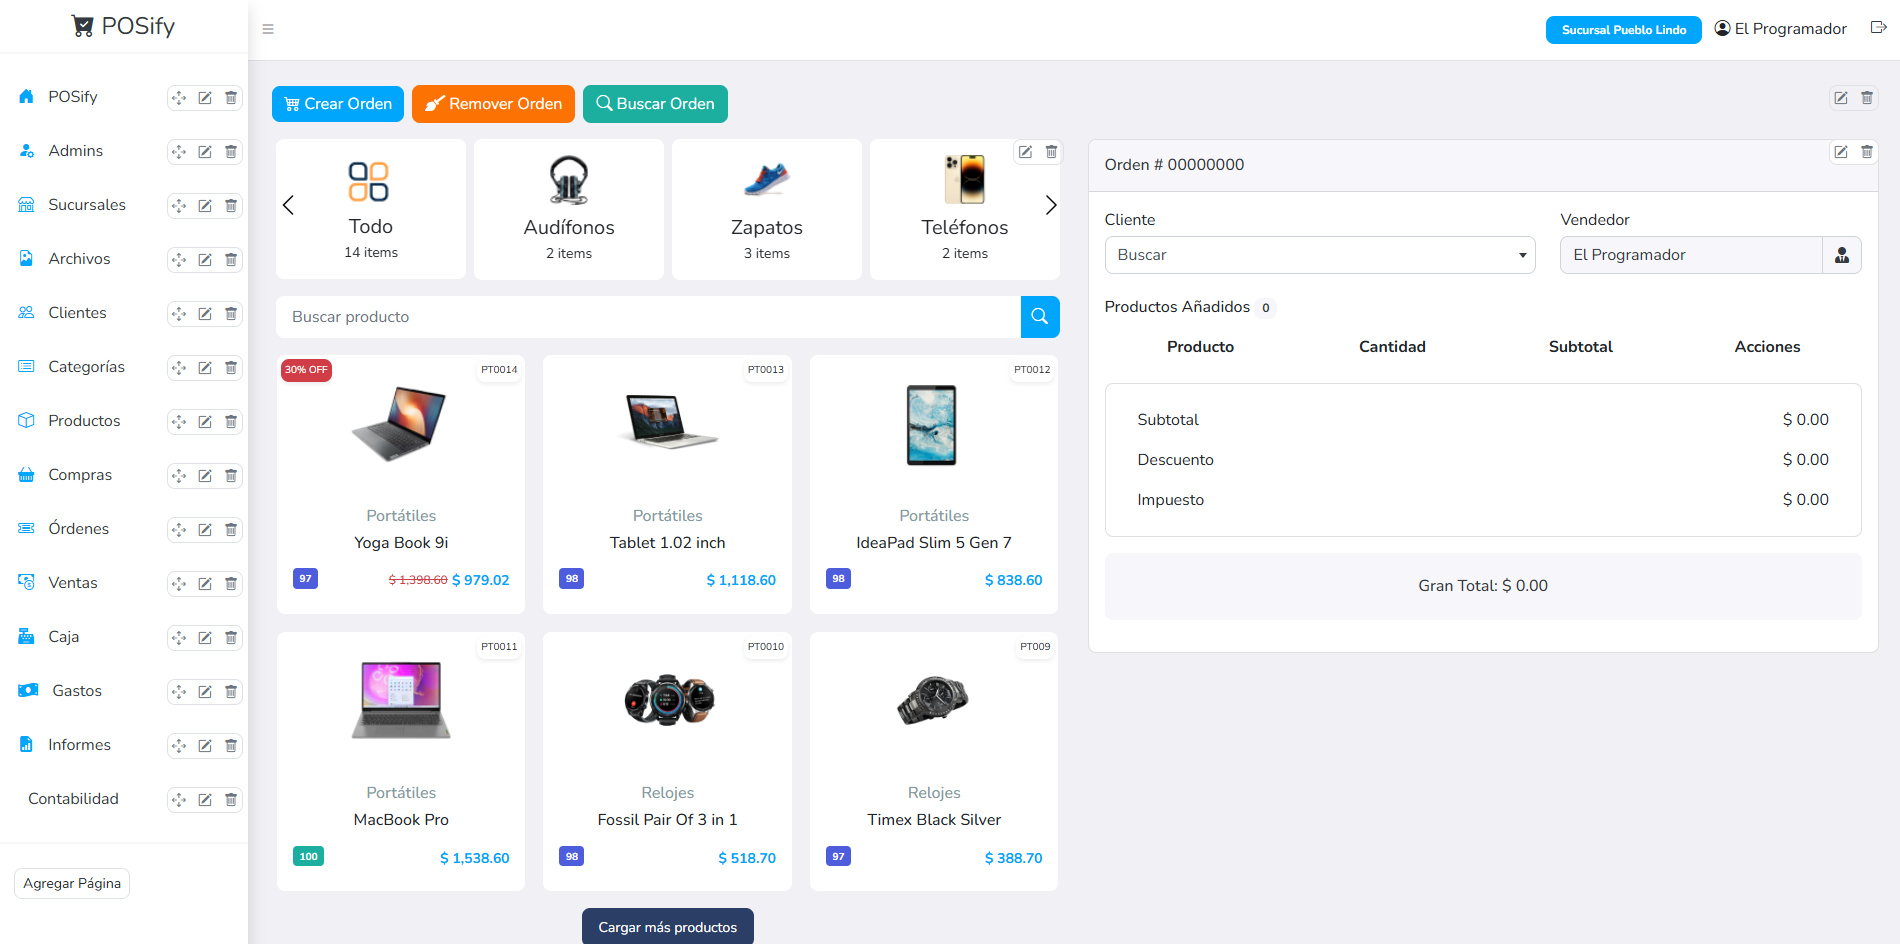 POSify
Sucursal Pueblo Lindo
El Programador
POSify
Admins
Sucursales
Archivos
Clientes
Categorías
Productos
Compras
Órdenes
Ventas
Caja
Gastos
Informes
Contabilidad
Agregar Página
Crear Orden
Remover Orden
Buscar Orden
Todo
14 items
Audífonos
2 items
Zapatos
3 items
Teléfonos
2 items
Buscar producto
30% OFF
PT0014
Portátiles
Yoga Book 9i
97
$ 1,398.60 $ 979.02
PT0013
Portátiles
Tablet 1.02 inch
98
$ 1,118.60
PT0012
Portátiles
IdeaPad Slim 5 Gen 7
98
$ 838.60
PT0011
Portátiles
MacBook Pro
100
$ 1,538.60
PT0010
Relojes
Fossil Pair Of 3 in 1
98
$ 518.70
PT009
Relojes
Timex Black Silver
97
$ 388.70
Cargar más productos
Orden # 00000000
Cliente
Buscar
Vendedor
El Programador
Productos Añadidos 0
Producto Cantidad Subtotal Acciones
Subtotal $ 0.00
Descuento $ 0.00
Impuesto $ 0.00
Gran Total: $ 0.00